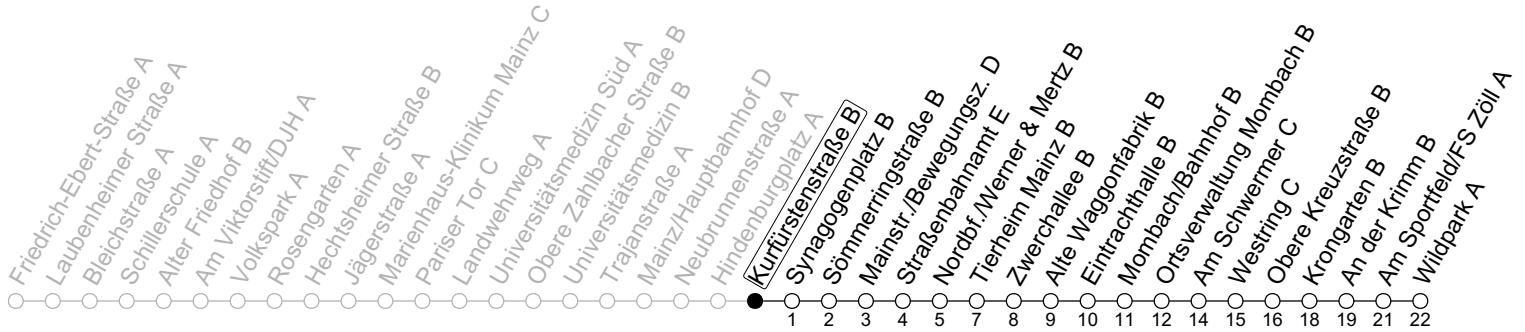 Friedrich-Ebert-Straße A
Laubenheimer Straße A
Bleichstraße A
Schillerschule A
Alter Friedhof B
Am Viktorstift/DJH A
Volkspark A
Rosengarten A
Hechtsheimer Straße B
Jägerstraße A
Marienhaus-Klinikum Mainz C
Pariser Tor C
Landwehrweg A
Universitätsmedizin Süd A
Obere Zahlbacher Straße B
Universitätsmedizin B
Trajanstraße A
Mainz/Hauptbahnhof D
Neubrunnenstraße A
Hindenburgplatz A
Kurfürstenstraße B
Synagogenplatz B
Sömmerringstraße B
Mainstr./Bewegungsz. D
Straßenbahnamt E
Nordbf./Werner & Mertz B
Tierheim Mainz B
Zwerchallee B
Alte Waggonfabrik B
Eintrachthalle B
Mombach/Bahnhof B
Ortsverwaltung Mombach B
Am Schwermer C
Westring C
Obere Kreuzstraße B
Krongarten B
An der Krimm B
Am Sportfeld/FS Zöll A
Wildpark A
1 2 3 4 5 7 8 9 10 11 12 14 15 16 18 19 21 22